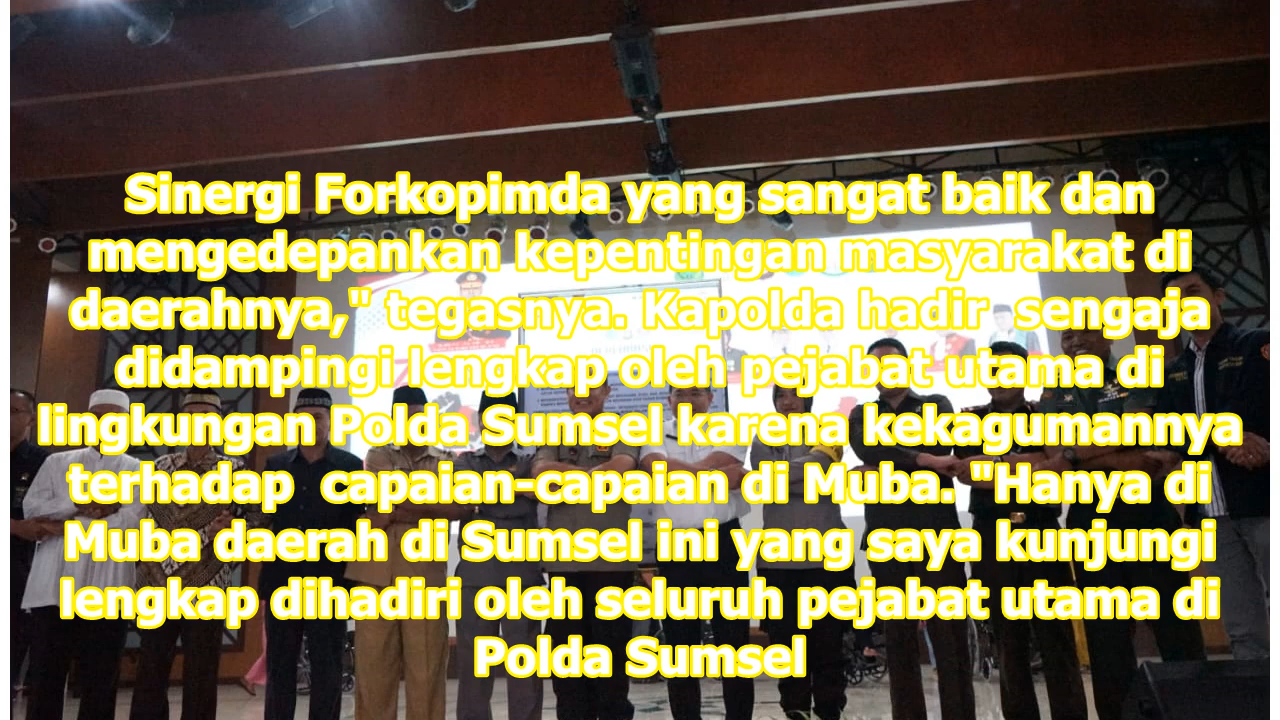 Sinergi Forkopimda yang sangat baik dan
mengedepankan kepentingan masyarakat di
daerahnya," tegasnya. Kapolda hadir  sengaja
didampingi lengkap oleh pejabat utama di
lingkungan Polda Sumsel karena kekagumannya
terhadap  capaian-capaian di Muba. "Hanya di
Muba daerah di Sumsel ini yang saya kunjungi
lengkap dihadiri oleh seluruh pejabat utama di
Polda Sumsel